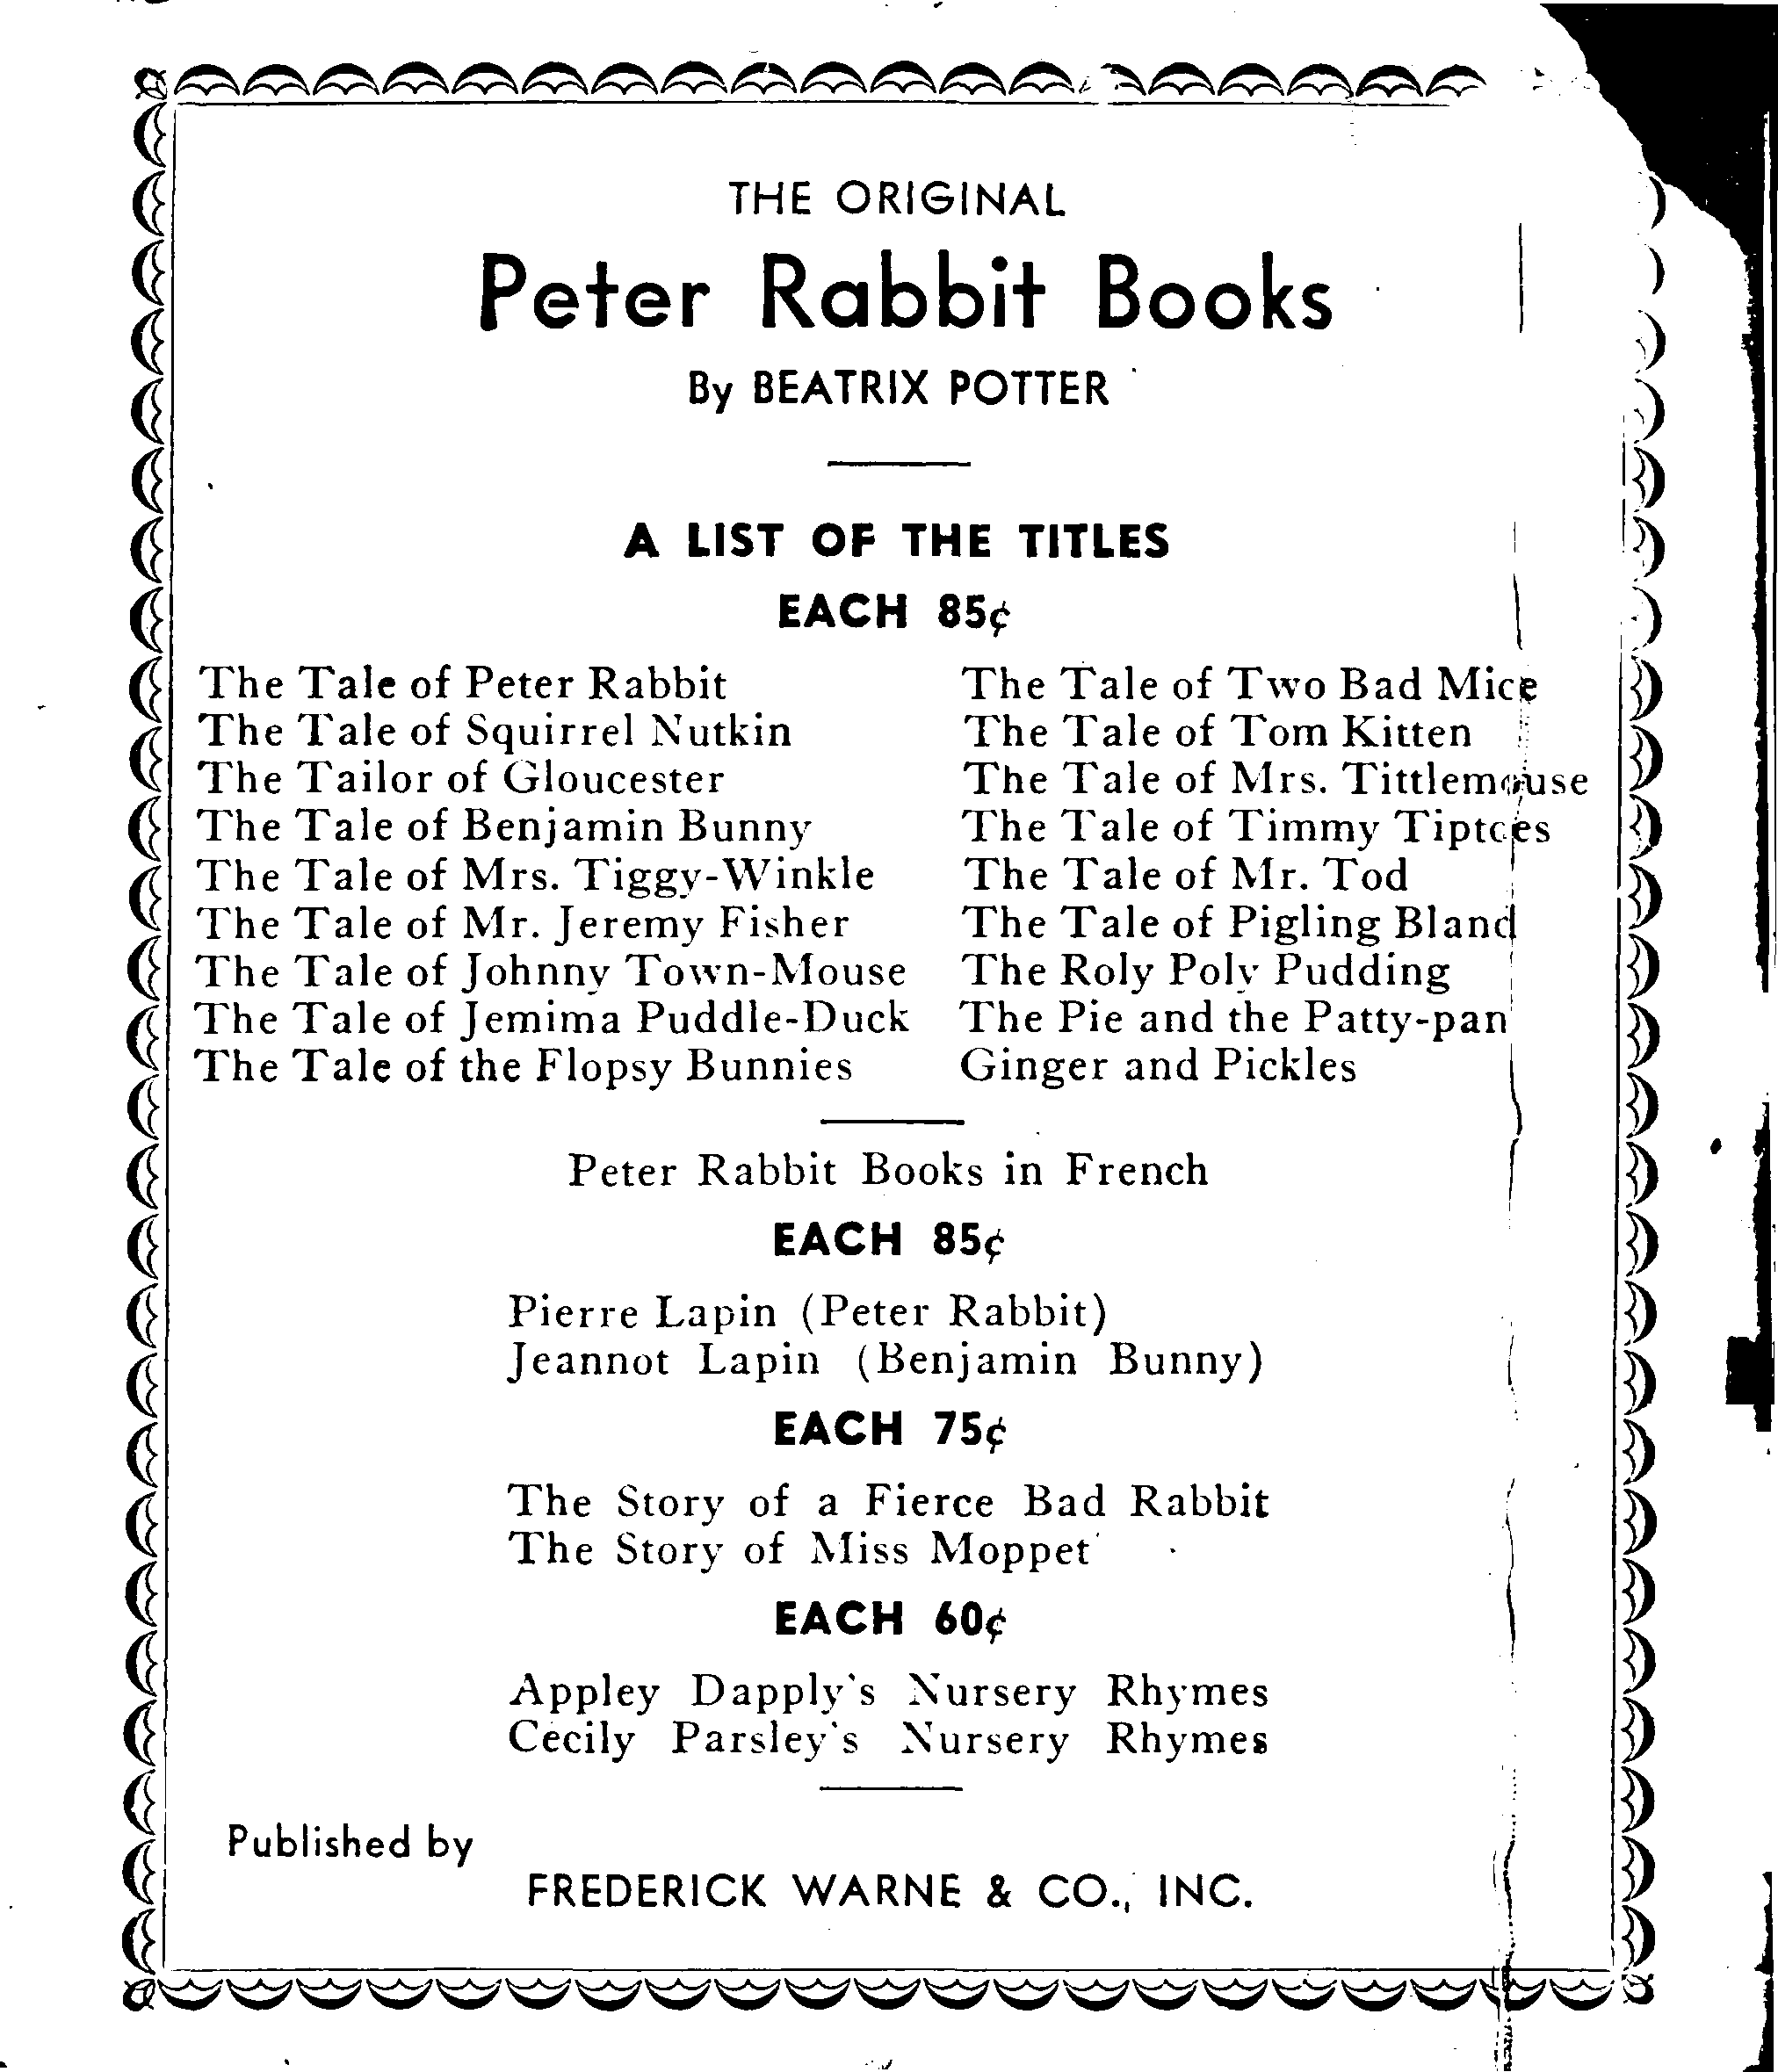 THE ORIGINAL
Peter Rabbit Books
By BEATRIX POTTER
A LIST OF THE TITLES
EACH 85¢
The Tale of Peter Rabbit
The Tale of Squirrel Nutkin
The Tailor of Gloucester
The Tale of Benjamin Bunny
The Tale of Mrs. Tiggy-Winkle
The Tale of Mr. Jeremy Fisher
The Tale of Johnny Town-Mouse
The Tale of Jemima Puddle-Duck
The Tale of the Flopsy Bunnies
The Tale of Two Bad Mice
The Tale of Tom Kitten
The Tale of Mrs. Tittlemouse
The Tale of Timmy Tiptoes
The Tale of Mr. Tod
The Tale of Pigling Bland
The Roly Poly Pudding
The Pie and the Patty-pan
Ginger and Pickles
Peter Rabbit Books in French
EACH 85¢
Pierre Lapin (Peter Rabbit)
Jeannot Lapin (Benjamin Bunny)
EACH 75¢
The Story of a Fierce Bad Rabbit
The Story of Miss Moppet
EACH 60¢
Appley Dapply's Nursery Rhymes
Cecily Parsley's Nursery Rhymes
Published by
FREDERICK WARNE & CO., INC.